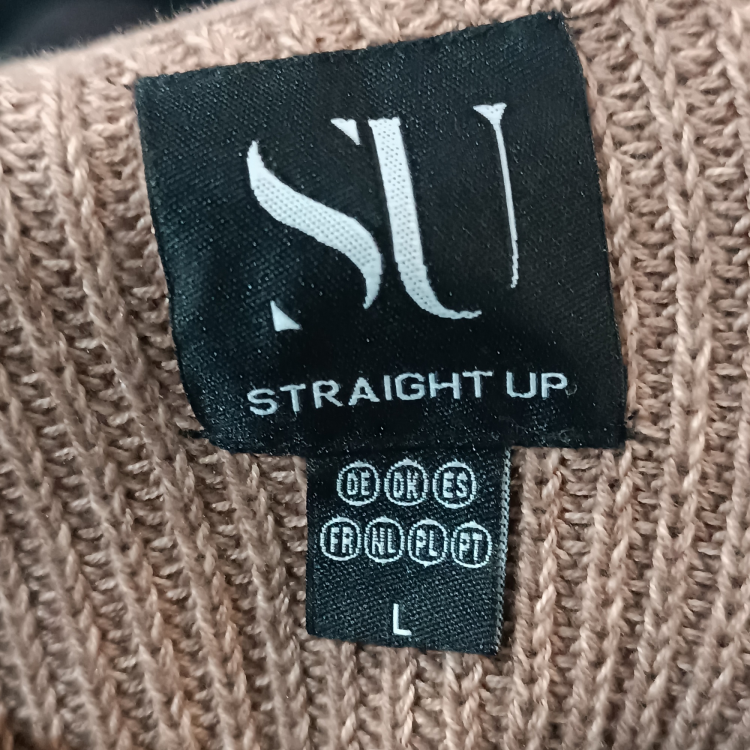 SU
STRAIGHT UP
DE DK ES
FR NL PL PT
L